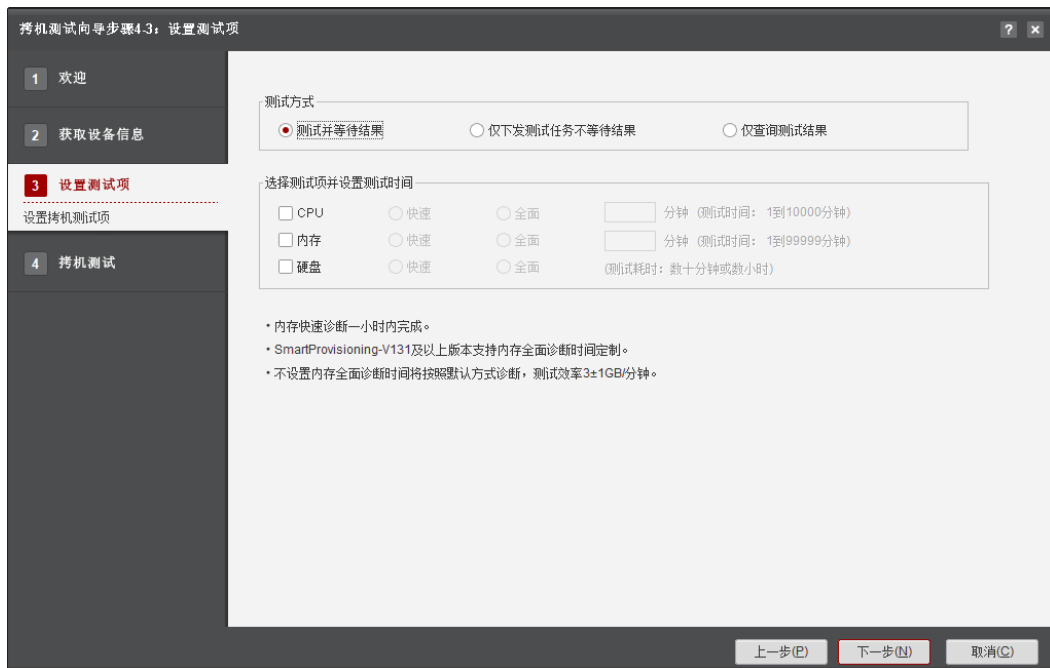 拷机测试向导步骤4-3：设置测试项
? ×
1 欢迎
2 获取设备信息
3 设置测试项
设置拷机测试项
4 拷机测试
测试方式
测试并等待结果 仅下发测试任务不等待结果 仅查询测试结果
选择测试项并设置测试时间
CPU 快速 全面 分钟（测试时间：1到10000分钟）
内存 快速 全面 分钟（测试时间：1到99999分钟）
硬盘 快速 全面 (测试耗时：数十分钟或数小时)
• 内存快速诊断一小时内完成。
• SmartProvisioning-V131及以上版本支持内存全面诊断时间定制。
• 不设置内存全面诊断时间将按照默认方式诊断，测试效率3±1GB/分钟。
上一步(P) 下一步(N) 取消(C)